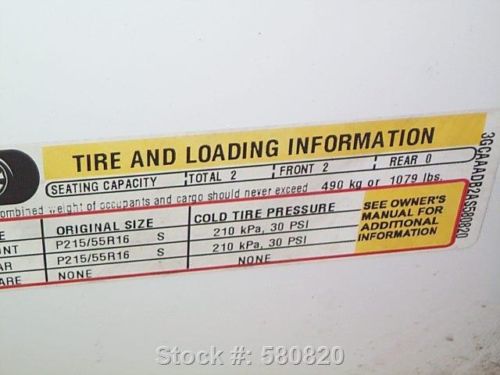 TIRE AND LOADING INFORMATION
SEATING CAPACITY TOTAL 2 FRONT 2 REAR 0
ombined weight of occupants and cargo should never exceed 490 kg or 1079 lbs.
E ORIGINAL SIZE COLD TIRE PRESSURE
ONT P215/55R16 S 210 kPa, 30 PSI
AR P215/55R16 S 210 kPa, 30 PSI
ARE NONE NONE
SEE OWNER'S
MANUAL FOR
ADDITIONAL
INFORMATION
Stock #: 580820